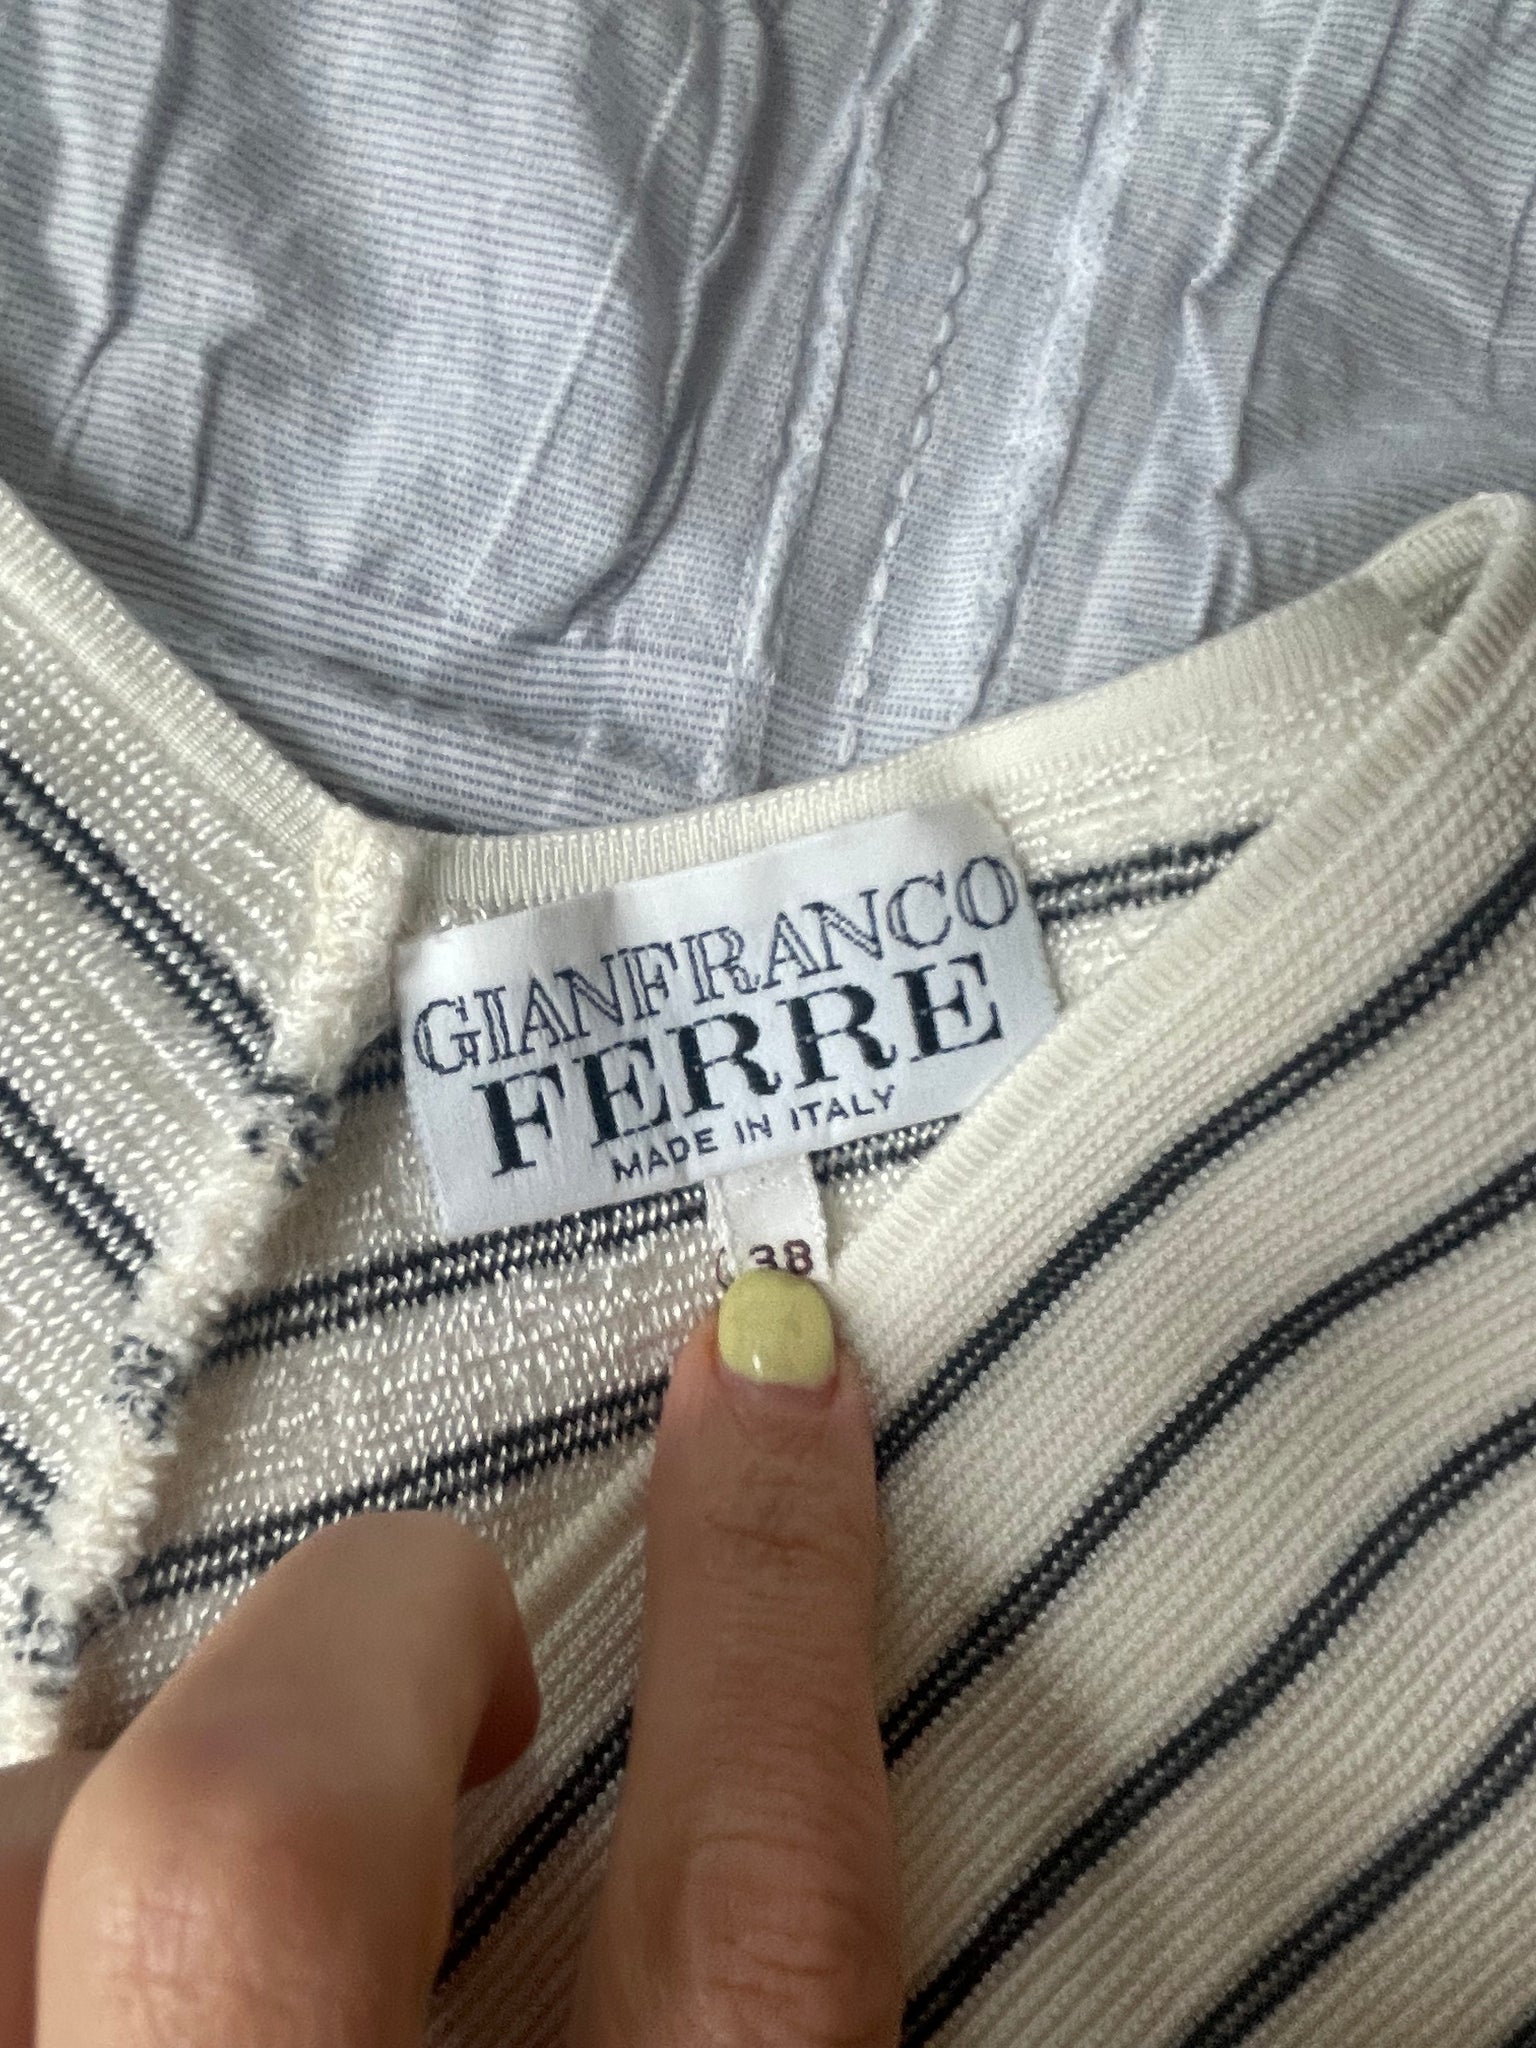 GIANFRANCO
FERRE
MADE IN ITALY
38